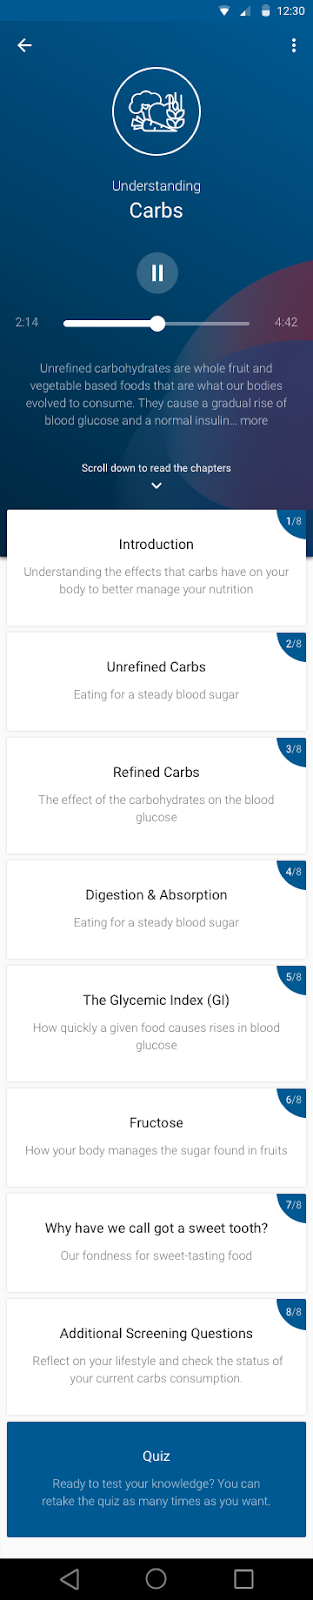 12:30
Understanding
Carbs
2:14
4:42
Unrefined carbohydrates are whole fruit and
vegetable based foods that are what our bodies
evolved to consume. They cause a gradual rise of
blood glucose and a normal insulin... more
Scroll down to read the chapters
1/8
Introduction
Understanding the effects that carbs have on your
body to better manage your nutrition
2/8
Unrefined Carbs
Eating for a steady blood sugar
3/8
Refined Carbs
The effect of the carbohydrates on the blood
glucose
4/8
Digestion & Absorption
Eating for a steady blood sugar
5/8
The Glycemic Index (GI)
How quickly a given food causes rises in blood
glucose
6/8
Fructose
How your body manages the sugar found in fruits
7/8
Why have we call got a sweet tooth?
Our fondness for sweet-tasting food
8/8
Additional Screening Questions
Reflect on your lifestyle and check the status of
your current carbs consumption.
Quiz
Ready to test your knowledge? You can
retake the quiz as many times as you want.